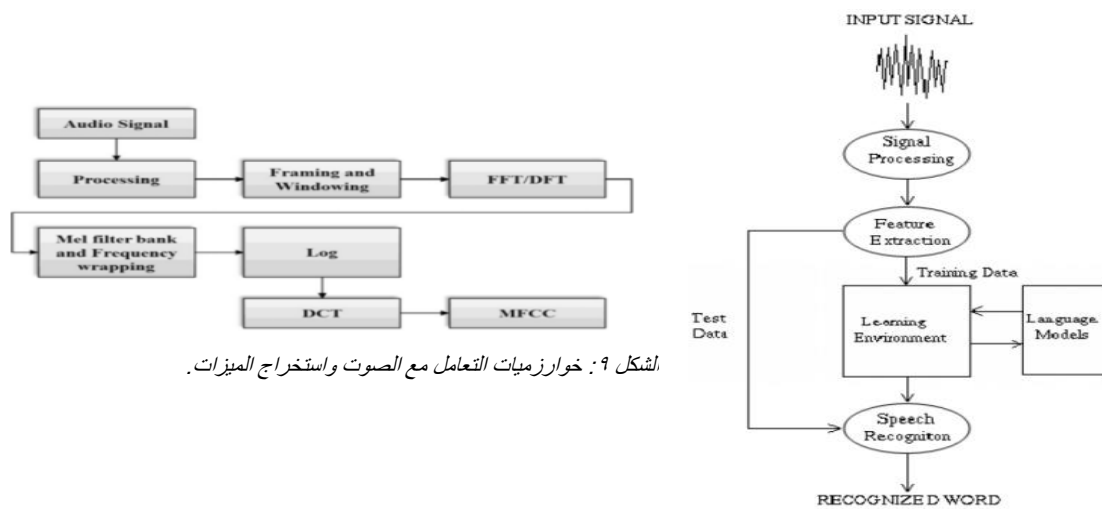 Audio Signal
Processing
Framing and
Windowing
FFT/DFT
Mel filter bank
and Frequency
wrapping
Log
DCT
MFCC
الشكل ٩: خوارزميات التعامل مع الصوت واستخراج الميزات.
INPUT SIGNAL
Signal
Processing
Feature
Extraction
Training Data
Test
Data
Learning
Environment
Language
Models
Speech
Recogniton
RECOGNIZED WORD